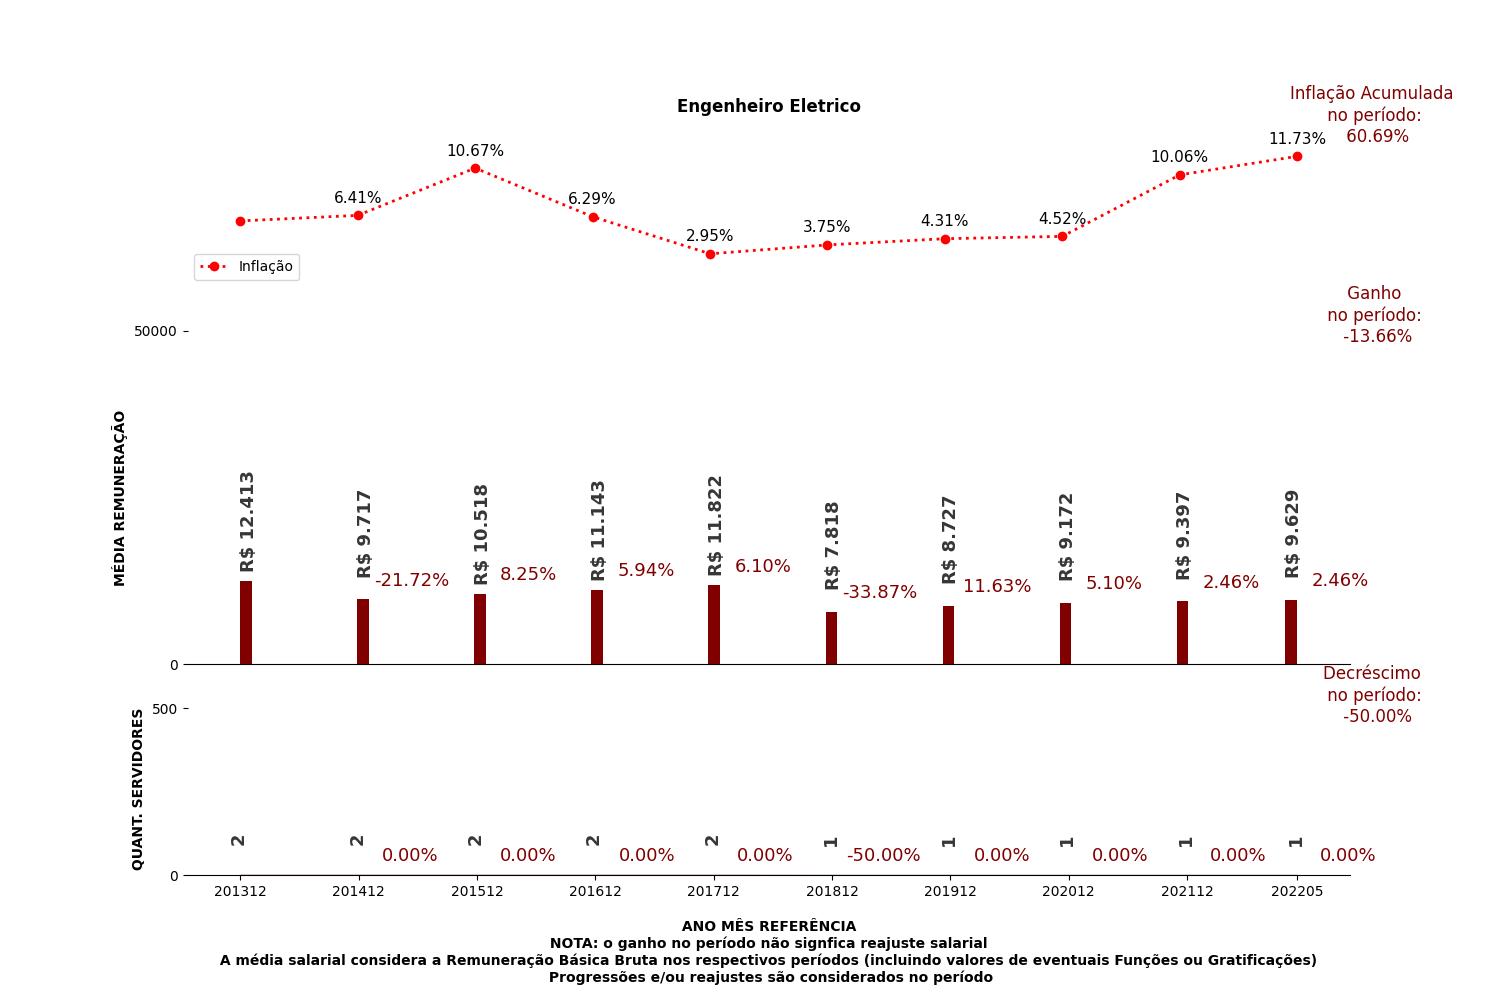 Engenheiro Eletrico
Inflação Acumulada
no período:
60.69%
6.41%
10.67%
6.29%
2.95%
3.75%
4.31%
4.52%
10.06%
11.73%
Inflação
Ganho
no período:
-13.66%
50000
0
MÉDIA REMUNERAÇÃO
R$ 12.413
R$ 9.717
R$ 10.518
R$ 11.143
R$ 11.822
R$ 7.818
R$ 8.727
R$ 9.172
R$ 9.397
R$ 9.629
-21.72%
8.25%
5.94%
6.10%
-33.87%
11.63%
5.10%
2.46%
2.46%
Decréscimo
no período:
-50.00%
500
0
QUANT. SERVIDORES
2
2
2
2
2
1
1
1
1
1
0.00%
0.00%
0.00%
0.00%
-50.00%
0.00%
0.00%
0.00%
0.00%
201312
201412
201512
201612
201712
201812
201912
202012
202112
202205
ANO MÊS REFERÊNCIA
NOTA: o ganho no período não signfica reajuste salarial
A média salarial considera a Remuneração Básica Bruta nos respectivos períodos (incluindo valores de eventuais Funções ou Gratificações)
Progressões e/ou reajustes são considerados no período